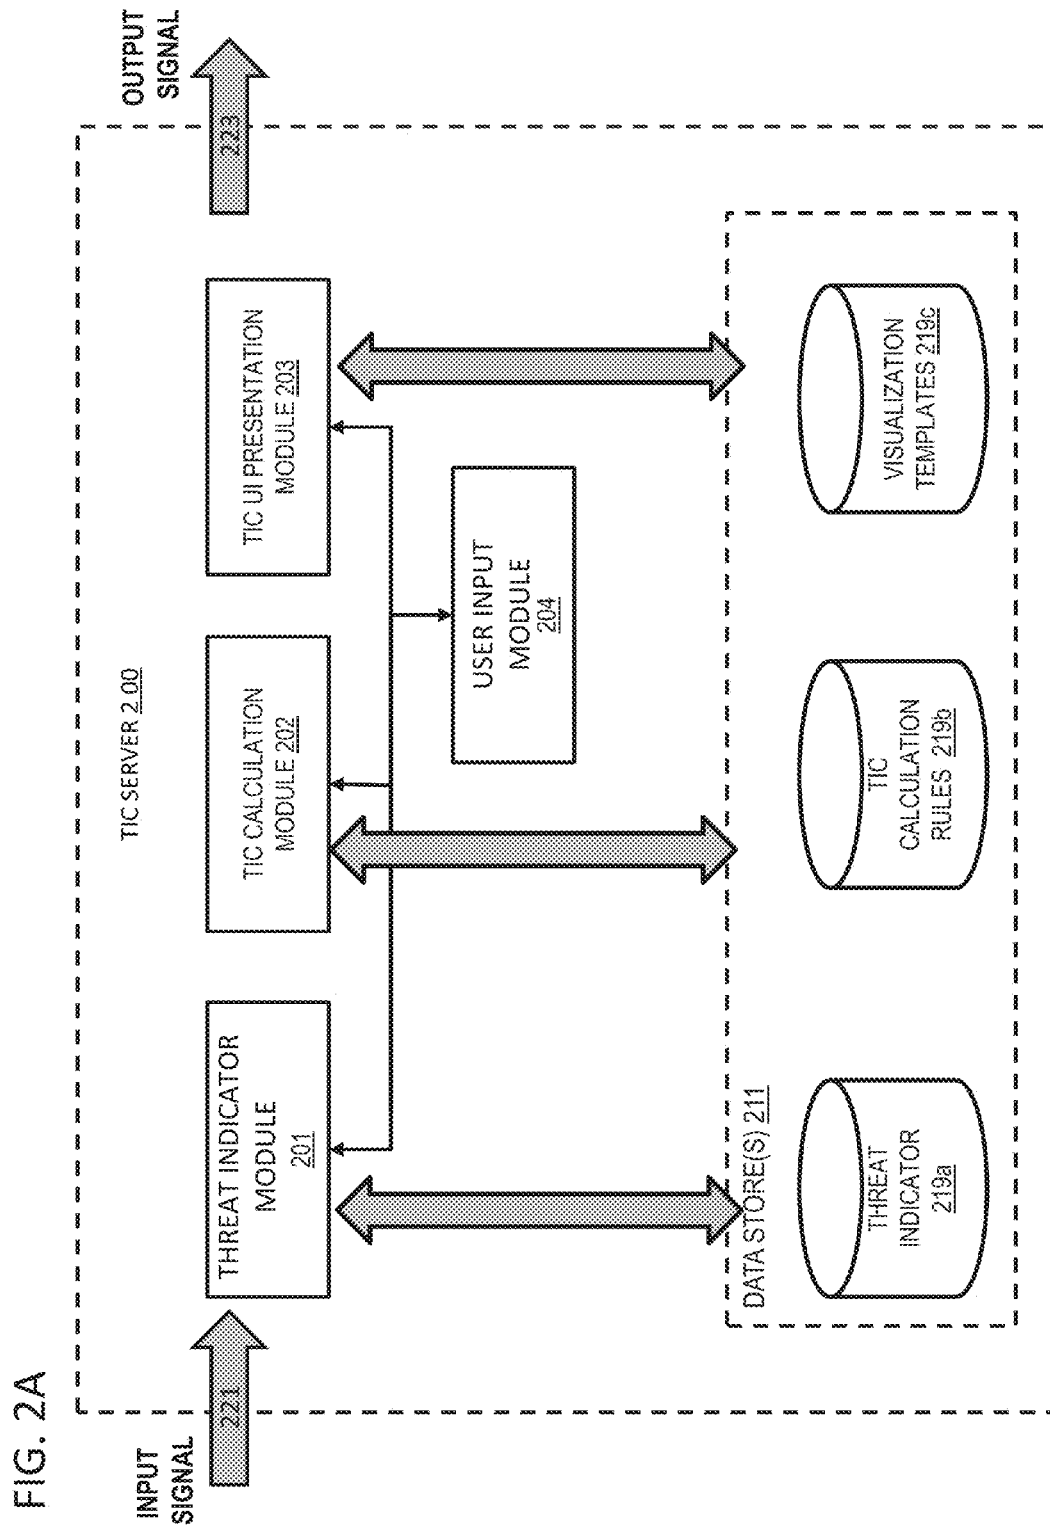 FIG. 2A
INPUT
SIGNAL
221
TIC SERVER 2.00
OUTPUT
SIGNAL
223
THREAT INDICATOR
MODULE
201
TIC CALCULATION
MODULE 202
TIC UI PRESENTATION
MODULE 203
USER INPUT
MODULE
204
DATA STORE(S) 211
THREAT
INDICATOR
219a
TIC
CALCULATION
RULES 219b
VISUALIZATION
TEMPLATES 219c